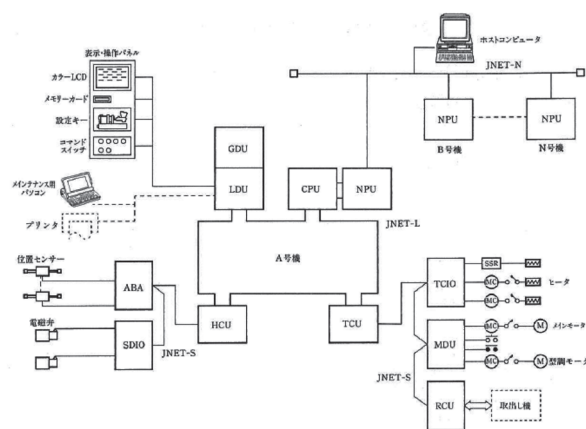 表示・操作パネル
カラーLCD
メモリーカード
設定キー
コマンド
スイッチ
メインテナンス用
パソコン
プリンタ
ホストコンピュータ
JNET-N
NPU
B号機
NPU
N号機
GDU
LDU
CPU
NPU
JNET-L
A号機
位置センサー
ABA
電磁弁
SDIO
JNET-S
HCU
TCU
TCIO
SSR
MC
MC
ヒータ
MDU
MC
M
メインモータ
MC
M
型調モータ
JNET-S
RCU
取出し機